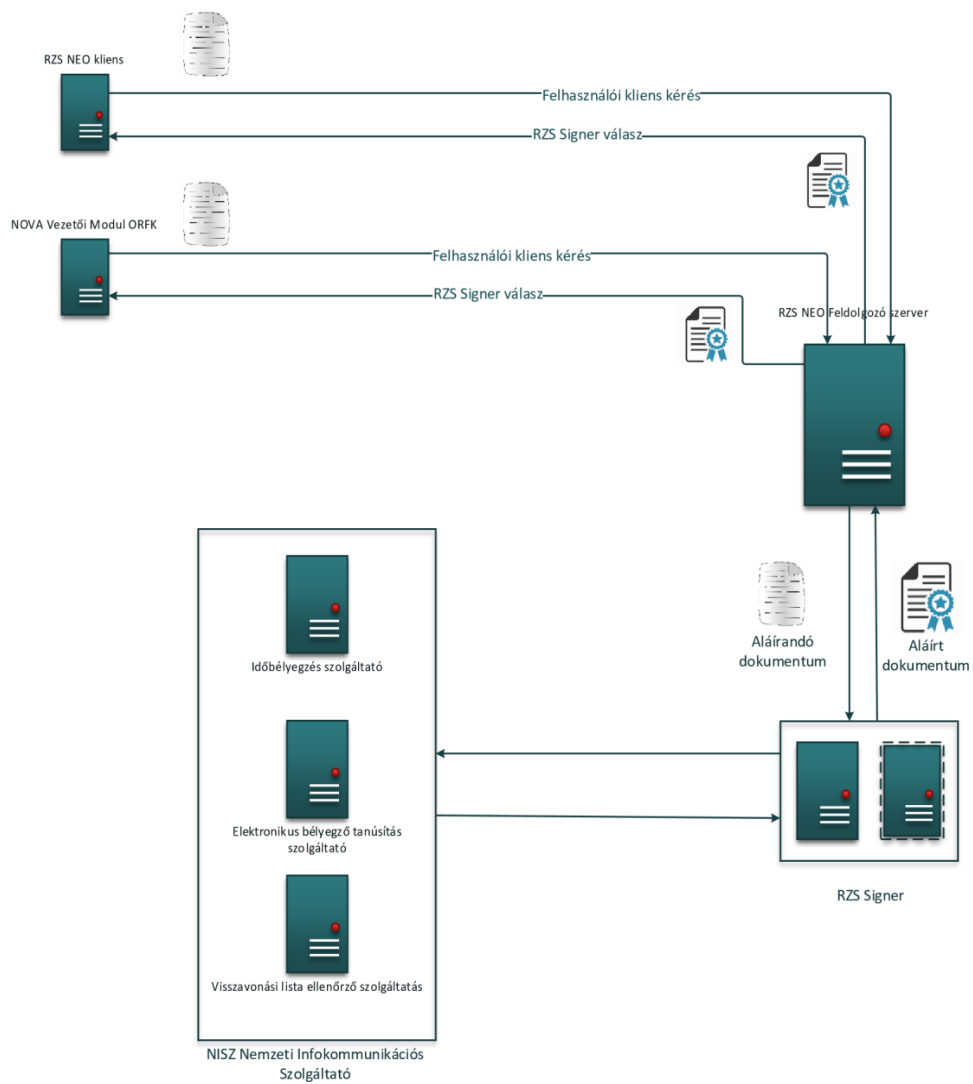 RZS NEO kliens
Felhasználói kliens kérés
RZS Signer válasz
NOVA Vezetői Modul ORFK
Felhasználói kliens kérés
RZS Signer válasz
RZS NEO Feldolgozó szerver
Aláírandó
dokumentum
Aláírt
dokumentum
Időbélyegzés szolgáltató
Elektronikus bélyegző tanúsítás
szolgáltató
Visszavonási lista ellenőrző szolgáltatás
RZS Signer
NISZ Nemzeti Infokommunikációs
Szolgáltató